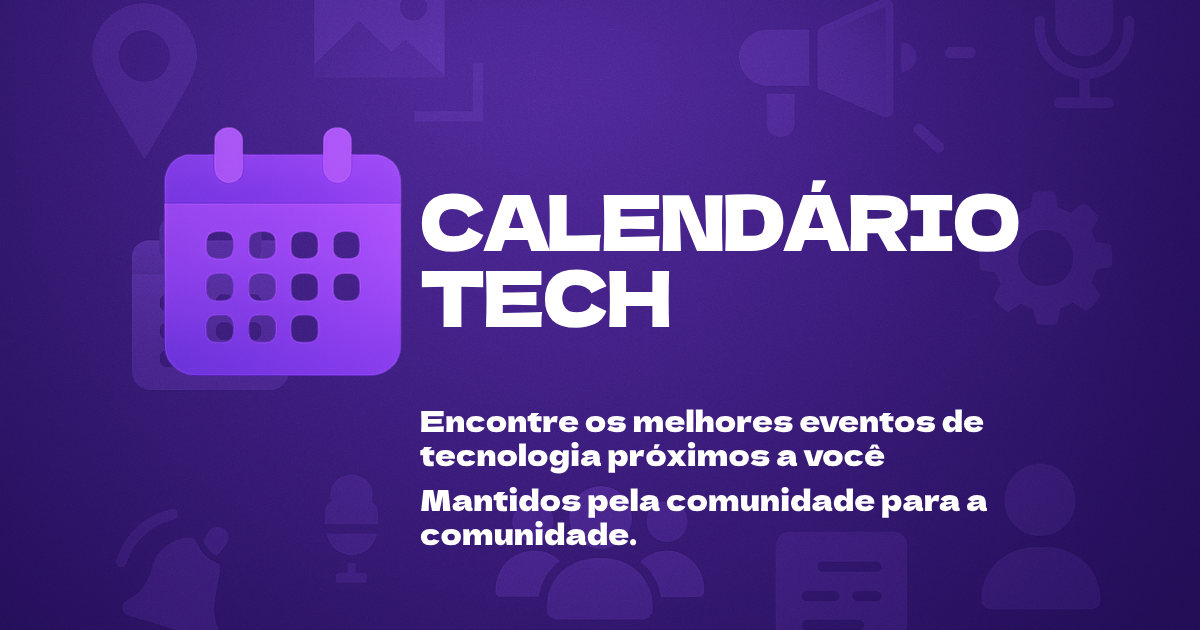 CALENDÁRIO
TECH
Encontre os melhores eventos de
tecnologia próximos a você
Mantidos pela comunidade para a
comunidade.